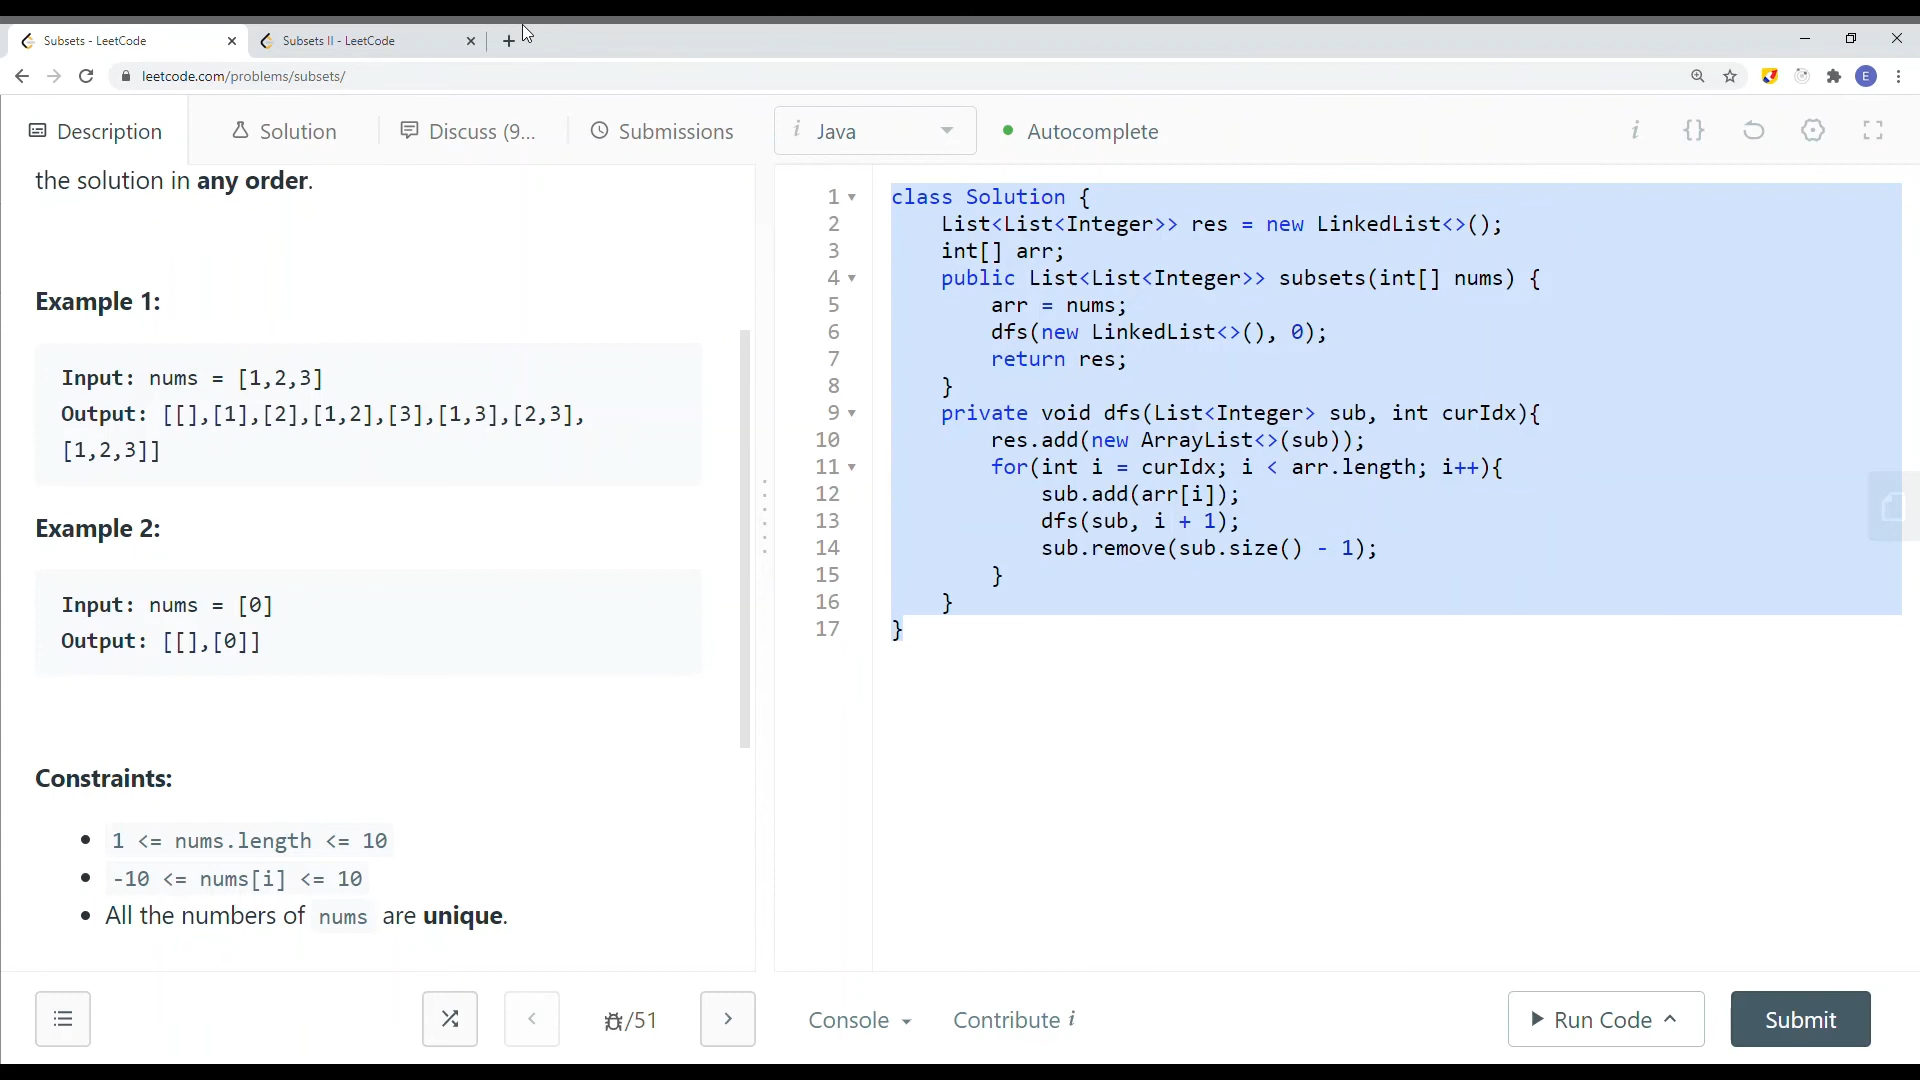 Subsets - LeetCode
Subsets II - LeetCode
leetcode.com/problems/subsets/
E
Description
Solution
Discuss (9...
Submissions
i Java
Autocomplete
i
{}
the solution in any order.
Example 1:
Input: nums = [1,2,3]
Output: [[],[1],[2],[1,2],[3],[1,3],[2,3],
[1,2,3]]
Example 2:
Input: nums = [0]
Output: [[],[0]]
Constraints:
1 <= nums.length <= 10
-10 <= nums[i] <= 10
All the numbers of nums are unique.
1 class Solution {
2 List<List<Integer>> res = new LinkedList<>();
3 int[] arr;
4 public List<List<Integer>> subsets(int[] nums) {
5 arr = nums;
6 dfs(new LinkedList<>(), 0);
7 return res;
8 }
9 private void dfs(List<Integer> sub, int curIdx){
10 res.add(new ArrayList<>(sub));
11 for(int i = curIdx; i < arr.length; i++){
12 sub.add(arr[i]);
13 dfs(sub, i + 1);
14 sub.remove(sub.size() - 1);
15 }
16 }
17 }
/51
Console
Contribute i
Run Code
Submit